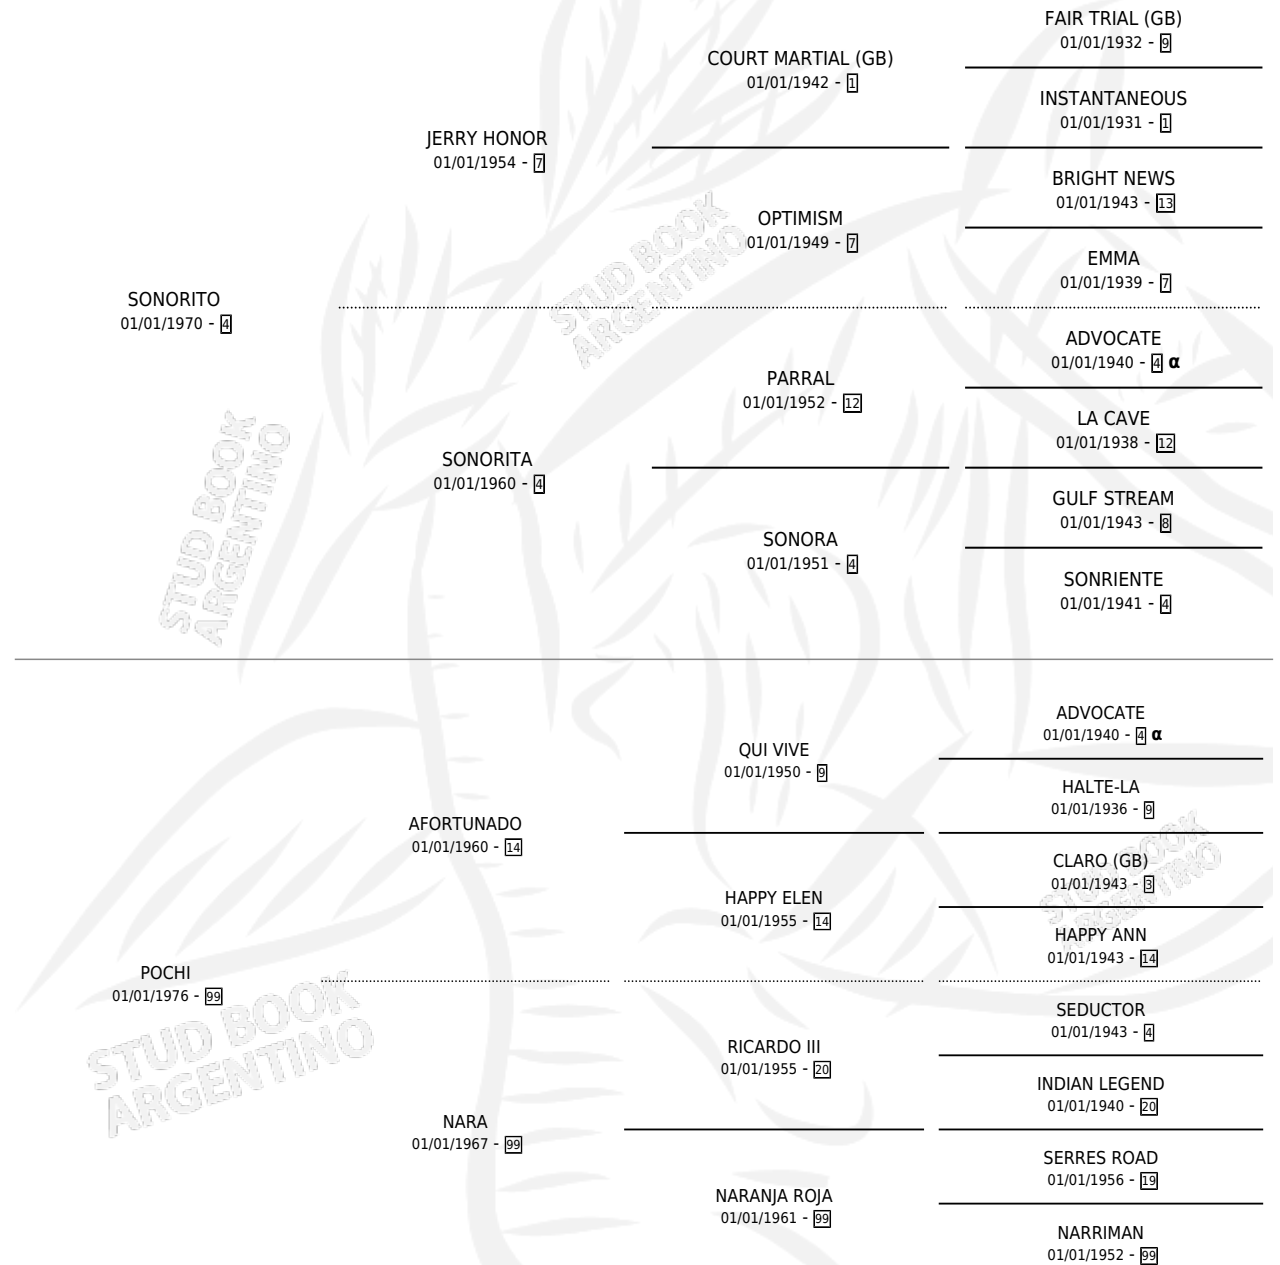 FAIR TRIAL (GB)
01/01/1932 - 9
COURT MARTIAL (GB)
01/01/1942 - 1
INSTANTANEOUS
01/01/1931 - 1
JERRY HONOR
01/01/1954 - 7
BRIGHT NEWS
01/01/1943 - 13
OPTIMISM
01/01/1949 - 7
EMMA
01/01/1939 - 7
SONORITO
01/01/1970 - 4
ADVOCATE
01/01/1940 - 4 α
PARRAL
01/01/1952 - 12
LA CAVE
01/01/1938 - 12
SONORITA
01/01/1960 - 4
GULF STREAM
01/01/1943 - 8
SONORA
01/01/1951 - 4
SONRIENTE
01/01/1941 - 4
ADVOCATE
01/01/1940 - 4 α
QUI VIVE
01/01/1950 - 9
HALTE-LA
01/01/1936 - 9
AFORTUNADO
01/01/1960 - 14
CLARO (GB)
01/01/1943 - 3
HAPPY ELEN
01/01/1955 - 14
HAPPY ANN
01/01/1943 - 14
POCHI
01/01/1976 - 99
SEDUCTOR
01/01/1943 - 4
RICARDO III
01/01/1955 - 20
INDIAN LEGEND
01/01/1940 - 20
NARA
01/01/1967 - 99
SERRES ROAD
01/01/1956 - 19
NARANJA ROJA
01/01/1961 - 99
NARRIMAN
01/01/1952 - 99
STUD BOOK
ARGENTINO
STUD BOOK
ARGENTINO
STUD BOOK
ARGENTINO
STUD BOOK
ARGENTINO